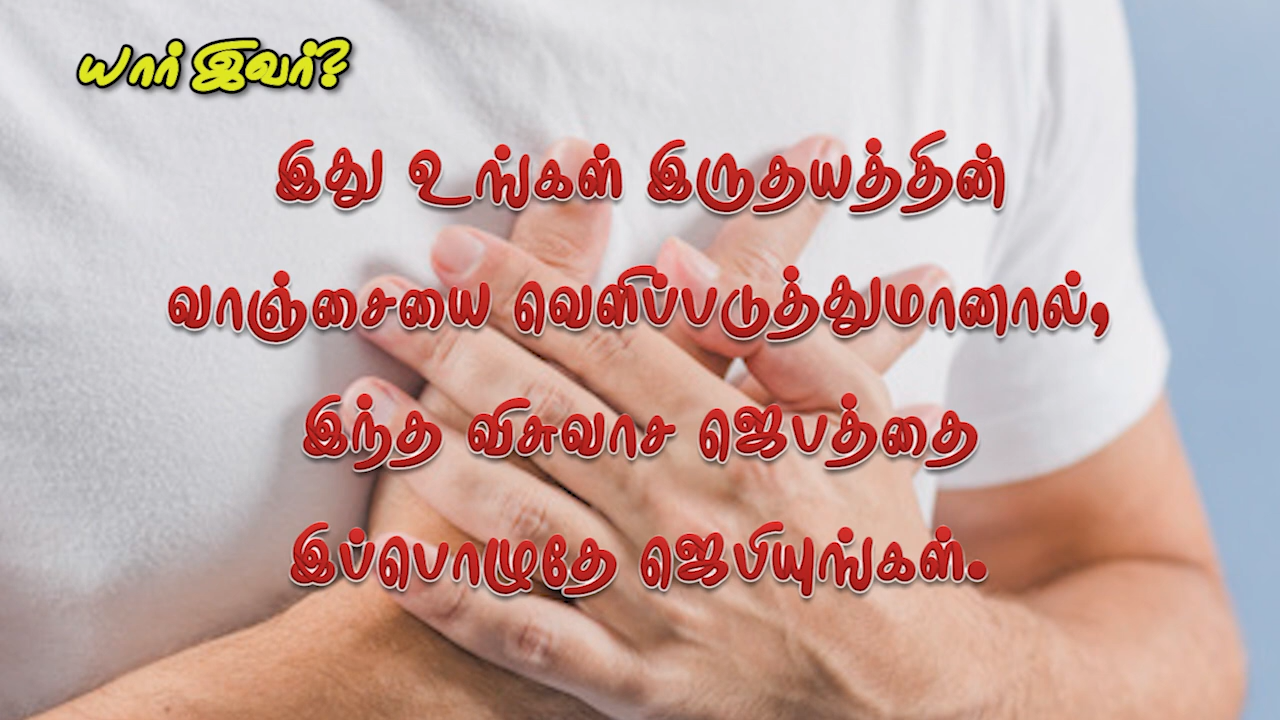 யார் இவர்?
இது உங்கள் இருதயத்தின்
வாஞ்சையை வெளிப்படுத்துமானால்,
இந்த விசுவாச ஜெபத்தை
இப்பொழுதே ஜெபியுங்கள்.